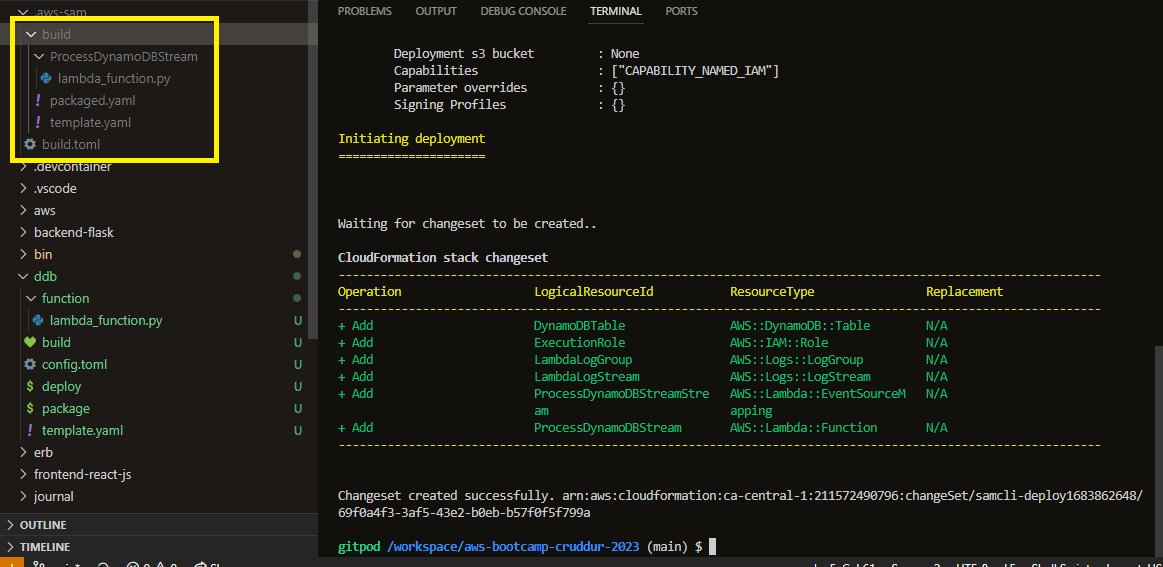 .aws-sam
build
ProcessDynamoDBStream
lambda_function.py
! packaged.yaml
! template.yaml
build.toml
.devcontainer
.vscode
aws
backend-flask
bin
ddb
function
lambda_function.py U
build U
config.toml U
$ deploy U
$ package U
! template.yaml U
erb
frontend-react-js
journal
OUTLINE
TIMELINE
PROBLEMS OUTPUT DEBUG CONSOLE TERMINAL PORTS
Deployment s3 bucket : None
Capabilities : ["CAPABILITY_NAMED_IAM"]
Parameter overrides : {}
Signing Profiles : {}
Initiating deployment
=====================
Waiting for changeset to be created..
CloudFormation stack changeset
-------------------------------------------------------------------------------------------------------------
Operation LogicalResourceId ResourceType Replacement
-------------------------------------------------------------------------------------------------------------
+ Add DynamoDBTable AWS::DynamoDB::Table N/A
+ Add ExecutionRole AWS::IAM::Role N/A
+ Add LambdaLogGroup AWS::Logs::LogGroup N/A
+ Add LambdaLogStream AWS::Logs::LogStream N/A
+ Add ProcessDynamoDBStreamStre AWS::Lambda::EventSourceM N/A
am apping
+ Add ProcessDynamoDBStream AWS::Lambda::Function N/A
-------------------------------------------------------------------------------------------------------------
Changeset created successfully. arn:aws:cloudformation:ca-central-1:211572490796:changeSet/samcli-deploy1683862648/
69f0a4f3-3af5-43e2-b0eb-b57f0f5f799a
gitpod /workspace/aws-bootcamp-cruddur-2023 (main) $